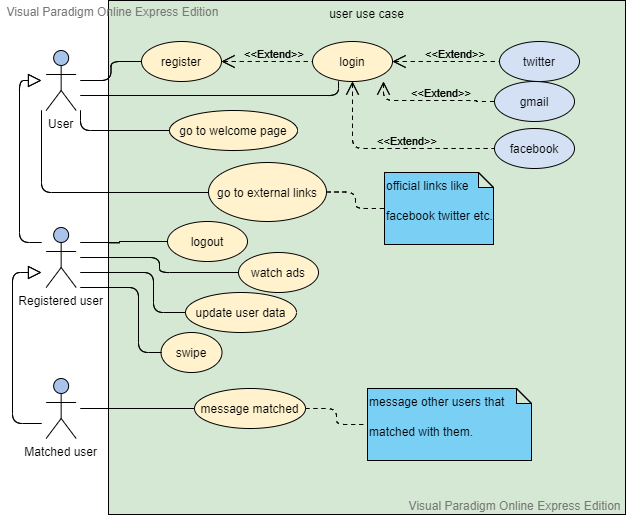 Visual Paradigm Online Express Edition
user use case
register
<<Extend>>
login
<<Extend>>
twitter
<<Extend>>
gmail
User
go to welcome page
<<Extend>>
facebook
go to external links
official links like
facebook twitter etc.
logout
watch ads
Registered user
update user data
swipe
message matched
message other users that
matched with them.
Matched user
Visual Paradigm Online Express Edition